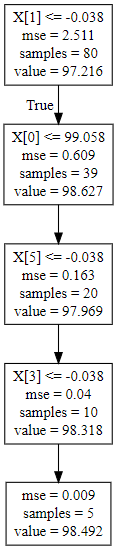 X[1] <= -0.038
mse = 2.511
samples = 80
value = 97.216
True
X[0] <= 99.058
mse = 0.609
samples = 39
value = 98.627
X[5] <= -0.038
mse = 0.163
samples = 20
value = 97.969
X[3] <= -0.038
mse = 0.04
samples = 10
value = 98.318
mse = 0.009
samples = 5
value = 98.492